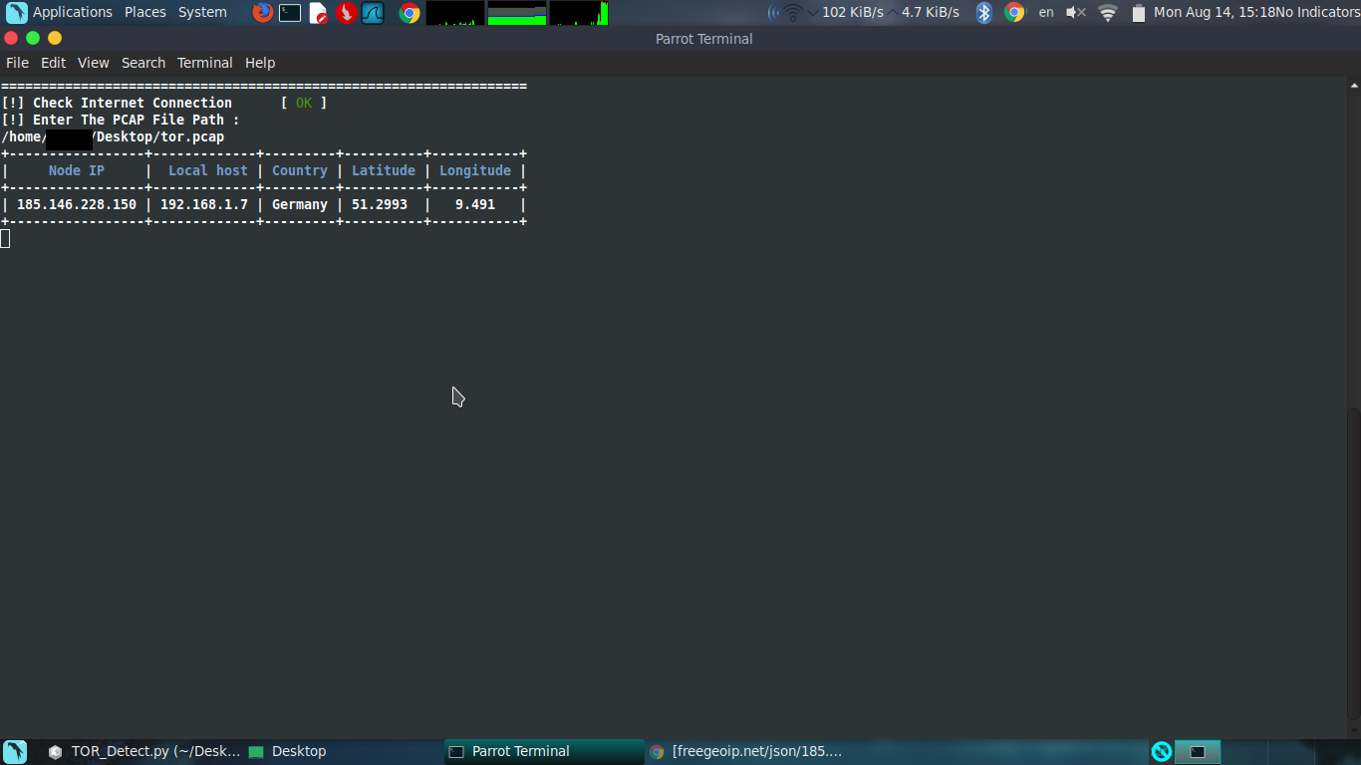 Applications Places System 102 KiB/s 4.7 KiB/s en Mon Aug 14, 15:18No Indicators
Parrot Terminal
File Edit View Search Terminal Help
==================================================================
[!] Check Internet Connection [ OK ]
[!] Enter The PCAP File Path :
/home/ /Desktop/tor.pcap
+-----------------+-------------+---------+----------+-----------+
| Node IP | Local host | Country | Latitude | Longitude |
+-----------------+-------------+---------+----------+-----------+
| 185.146.228.150 | 192.168.1.7 | Germany | 51.2993 | 9.491 |
+-----------------+-------------+---------+----------+-----------+
TOR_Detect.py (~/Desk... Desktop Parrot Terminal [freegeoip.net/json/185....